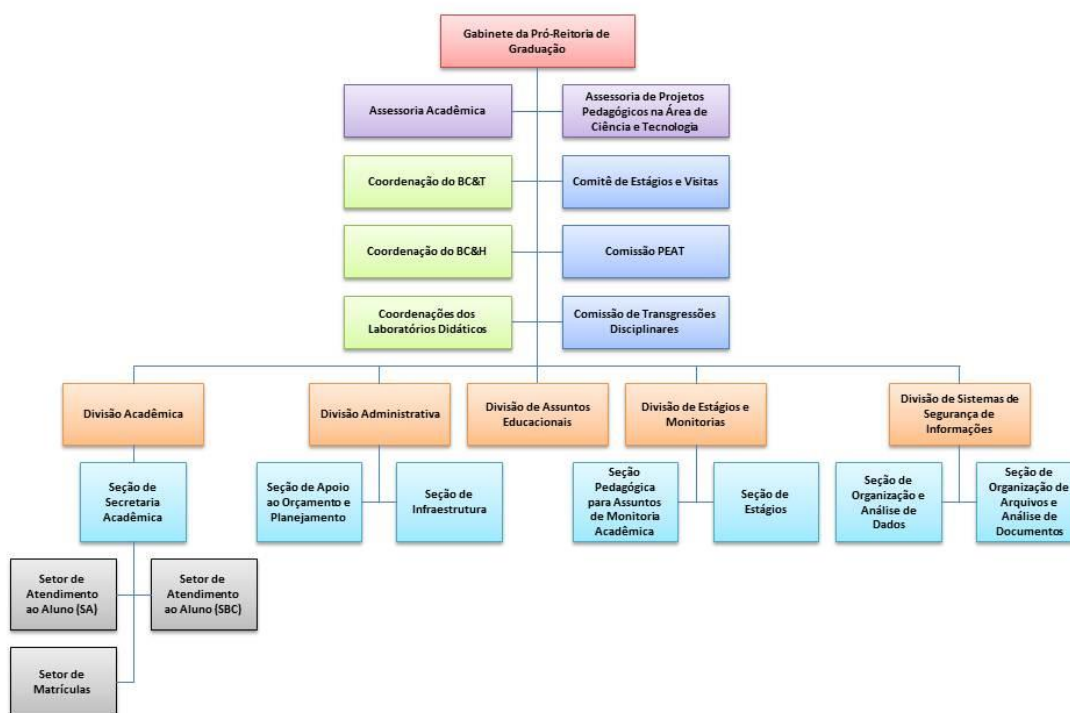 Gabinete da Pró-Reitoria de
Graduação
Assessoria Acadêmica
Assessoria de Projetos
Pedagógicos na Área de
Ciência e Tecnologia
Coordenação do BC&T
Comitê de Estágios e Visitas
Coordenação do BC&H
Comissão PEAT
Coordenações dos
Laboratórios Didáticos
Comissão de Transgressões
Disciplinares
Divisão Acadêmica
Divisão Administrativa
Divisão de Assuntos
Educacionais
Divisão de Estágios e
Monitorias
Divisão de Sistemas de
Segurança de
Informações
Seção de
Secretaria
Acadêmica
Seção de Apoio
ao Orçamento e
Planejamento
Seção de
Infraestrutura
Seção
Pedagógica
para Assuntos
de Monitoria
Acadêmica
Seção de
Estágios
Seção de
Organização e
Análise de
Dados
Seção de
Organização de
Arquivos e
Análise de
Documentos
Setor de
Atendimento
ao Aluno (SA)
Setor de
Atendimento
ao Aluno (SBC)
Setor de
Matrículas